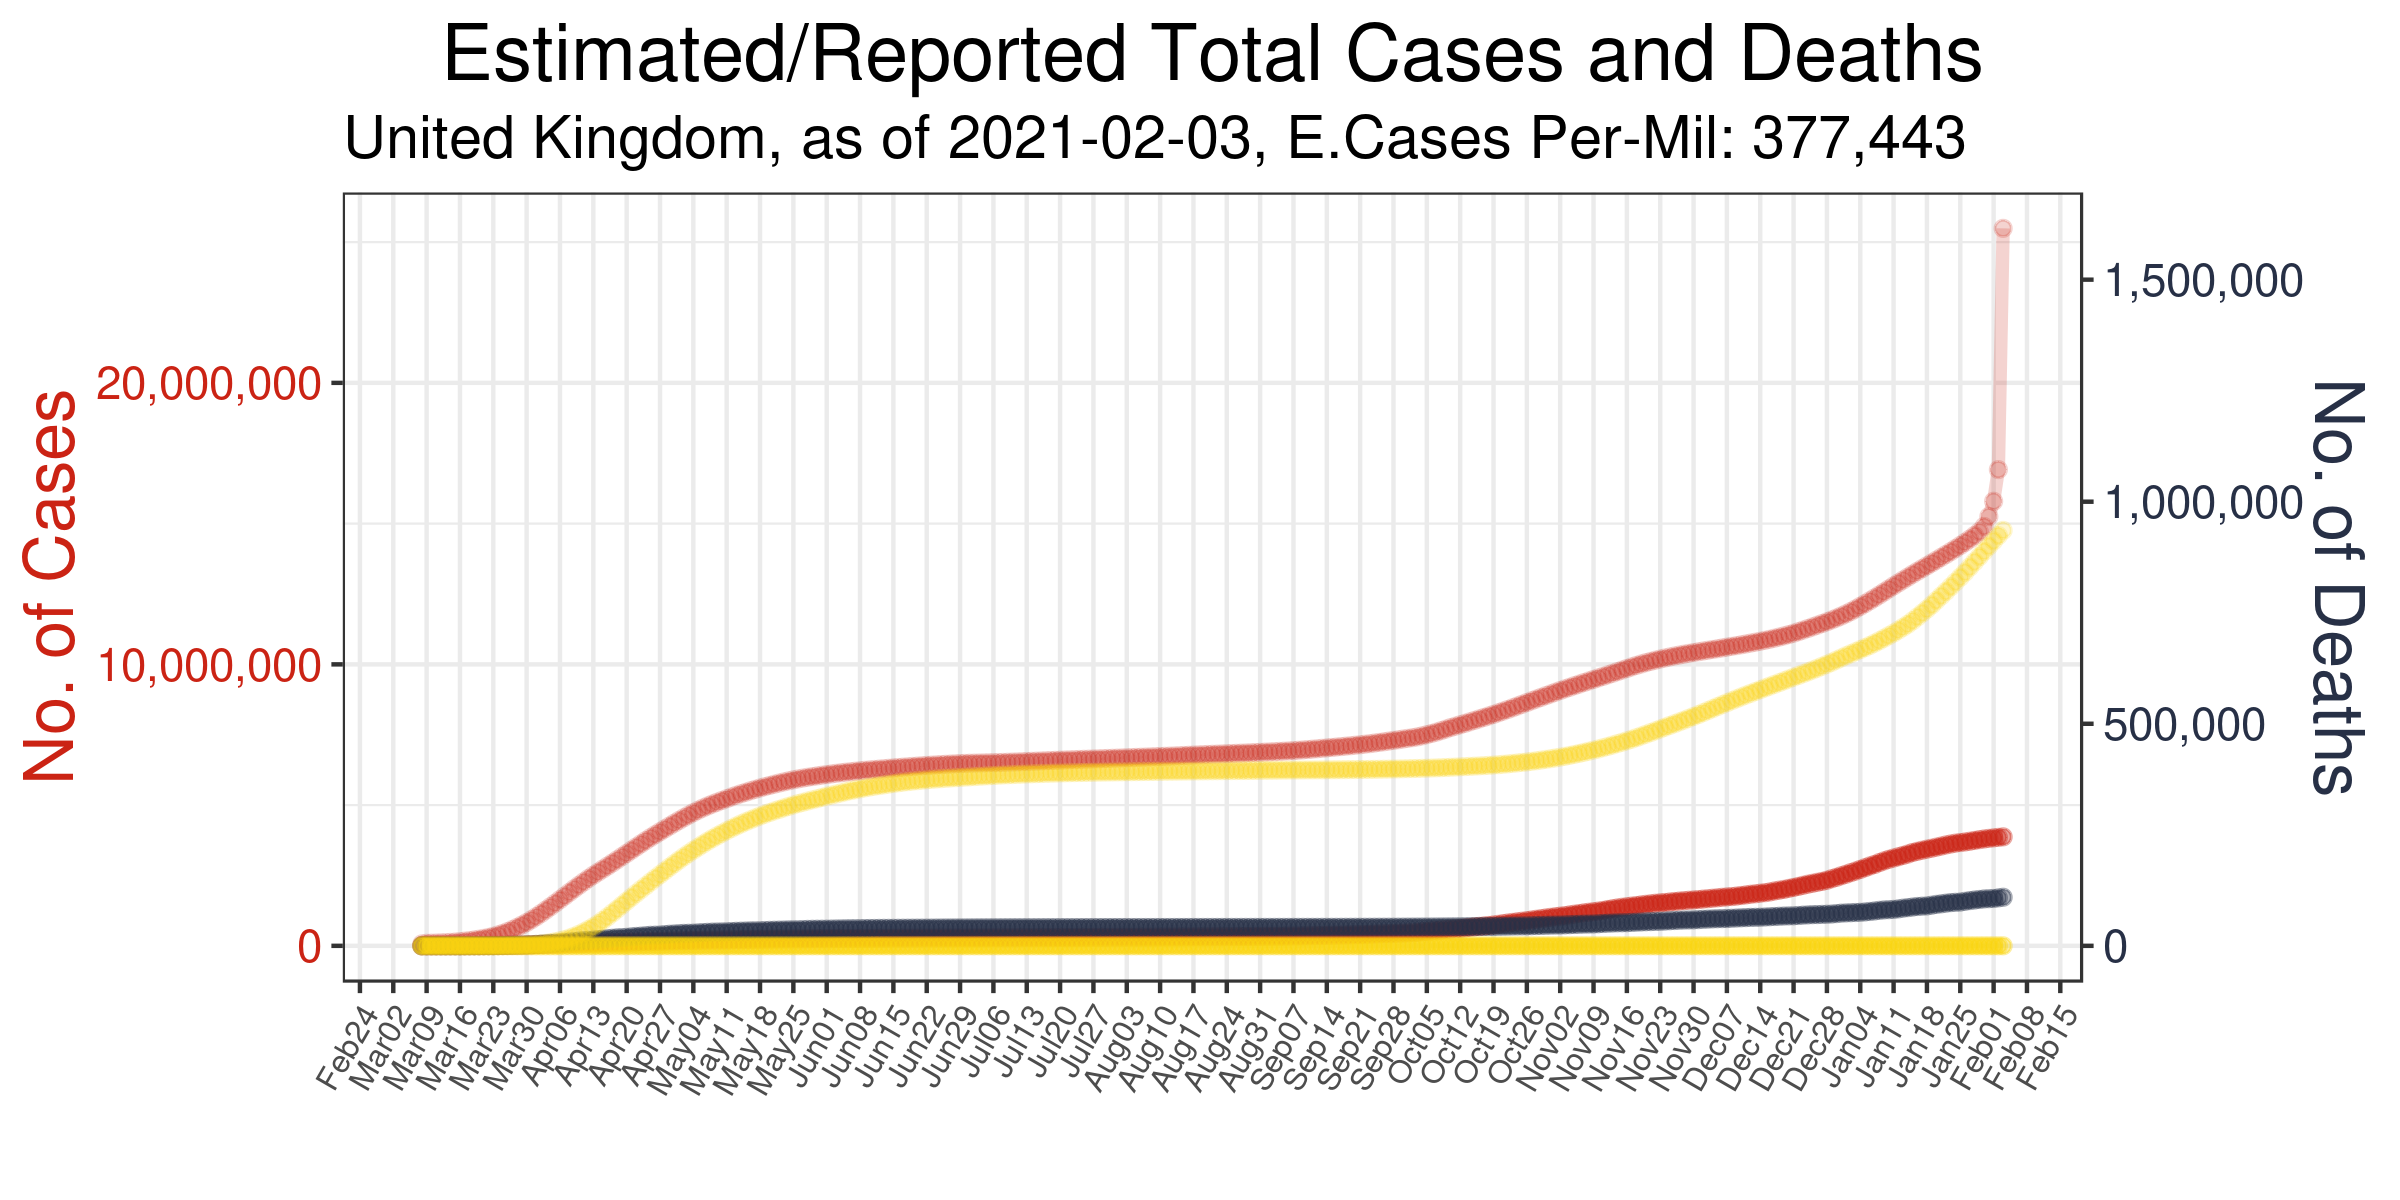 Estimated/Reported Total Cases and Deaths
United Kingdom, as of 2021-02-03, E.Cases Per-Mil: 377,443
No. of Cases
20,000,000
10,000,000
0
1,500,000
1,000,000
500,000
0
No. of Deaths
Feb24
Mar02
Mar09
Mar16
Mar23
Mar30
Apr06
Apr13
Apr20
Apr27
May04
May11
May18
May25
Jun01
Jun08
Jun15
Jun22
Jun29
Jul06
Jul13
Jul20
Jul27
Aug03
Aug10
Aug17
Aug24
Aug31
Sep07
Sep14
Sep21
Sep28
Oct05
Oct12
Oct19
Oct26
Nov02
Nov09
Nov16
Nov23
Nov30
Dec07
Dec14
Dec21
Dec28
Jan04
Jan11
Jan18
Jan25
Feb01
Feb08
Feb15